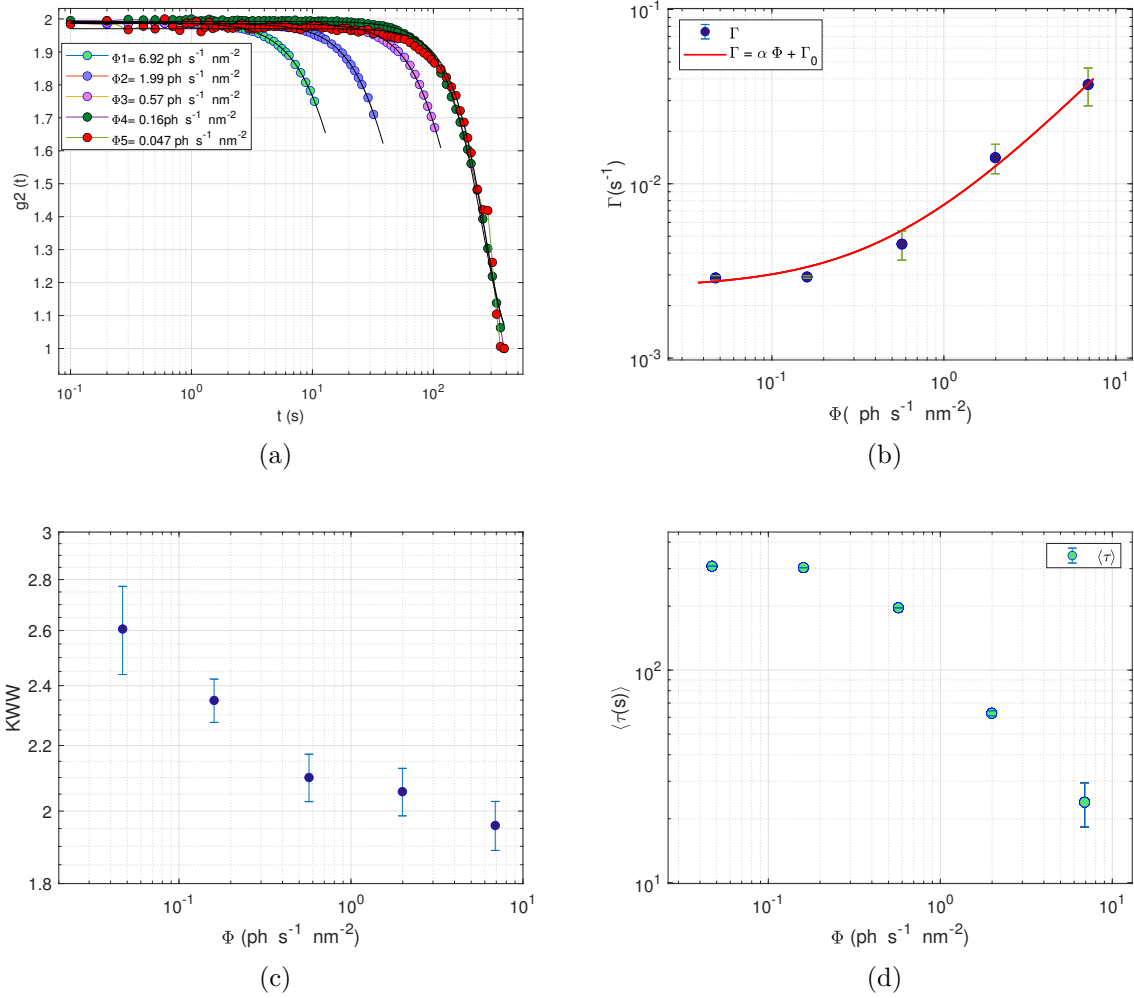 2
1.9
1.8
1.7
1.6
1.5
1.4
1.3
1.2
1.1
1
g2 (t)
Φ1= 6.92 ph s⁻¹ nm⁻²
Φ2= 1.99 ph s⁻¹ nm⁻²
Φ3= 0.57 ph s⁻¹ nm⁻²
Φ4= 0.16ph s⁻¹ nm⁻²
Φ5= 0.047 ph s⁻¹ nm⁻²
10⁻¹ 10⁰ 10¹ 10²
t (s)
(a)
10⁻¹
10⁻²
10⁻³
Γ(s⁻¹)
Γ
Γ = α Φ + Γ₀
10⁻¹ 10⁰ 10¹
Φ( ph s⁻¹ nm⁻²)
(b)
3
2.8
2.6
2.4
2.2
2
1.8
KWW
10⁻¹ 10⁰ 10¹
Φ (ph s⁻¹ nm⁻²)
(c)
10²
10¹
⟨τ(s)⟩
⟨τ⟩
10⁻¹ 10⁰ 10¹
Φ (ph s⁻¹ nm⁻²)
(d)